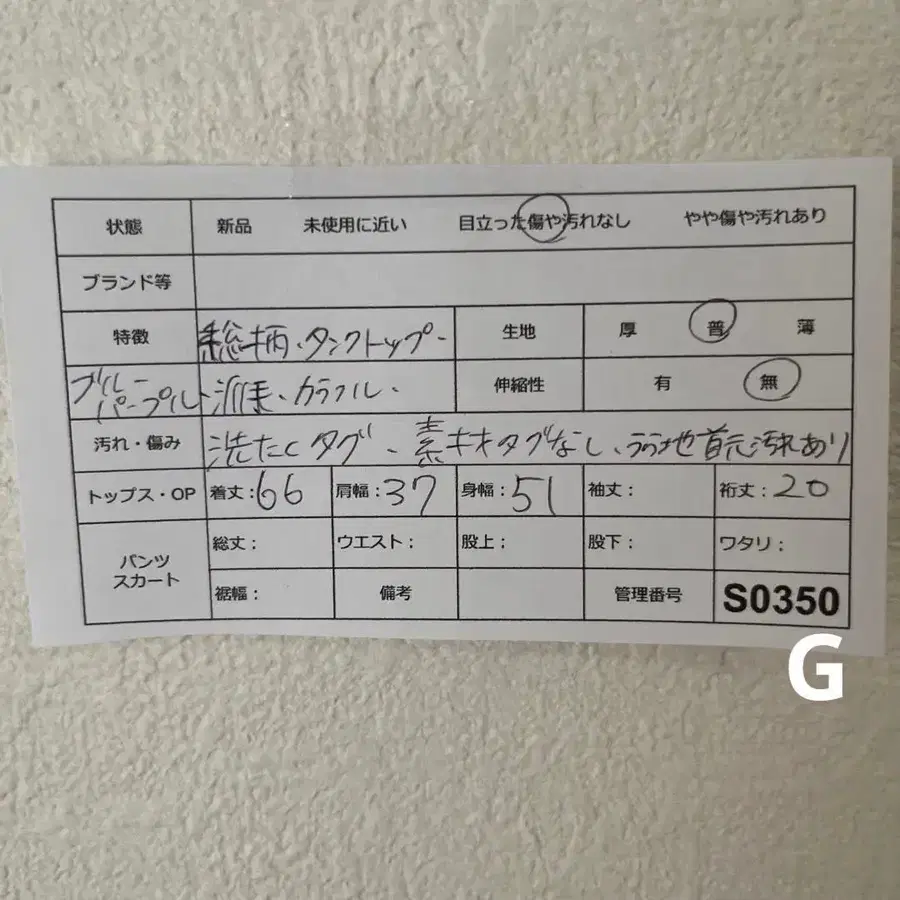 状態 新品 未使用に近い 目立った傷や汚れなし やや傷や汚れあり
ブランド等
特徴 総柄、タンクトップ、 生地 厚 普 薄
ブルー パープル 派手、カラフル、 伸縮性 有 無
汚れ・傷み 洗たくタグ、素材タグなし、うら地首元汚れあり
トップス・OP 着丈:66 肩幅:37 身幅:51 袖丈: 裄丈:20
パンツ スカート 総丈: ウエスト: 股上: 股下: ワタリ:
裾幅: 備考 管理番号 S0350
G